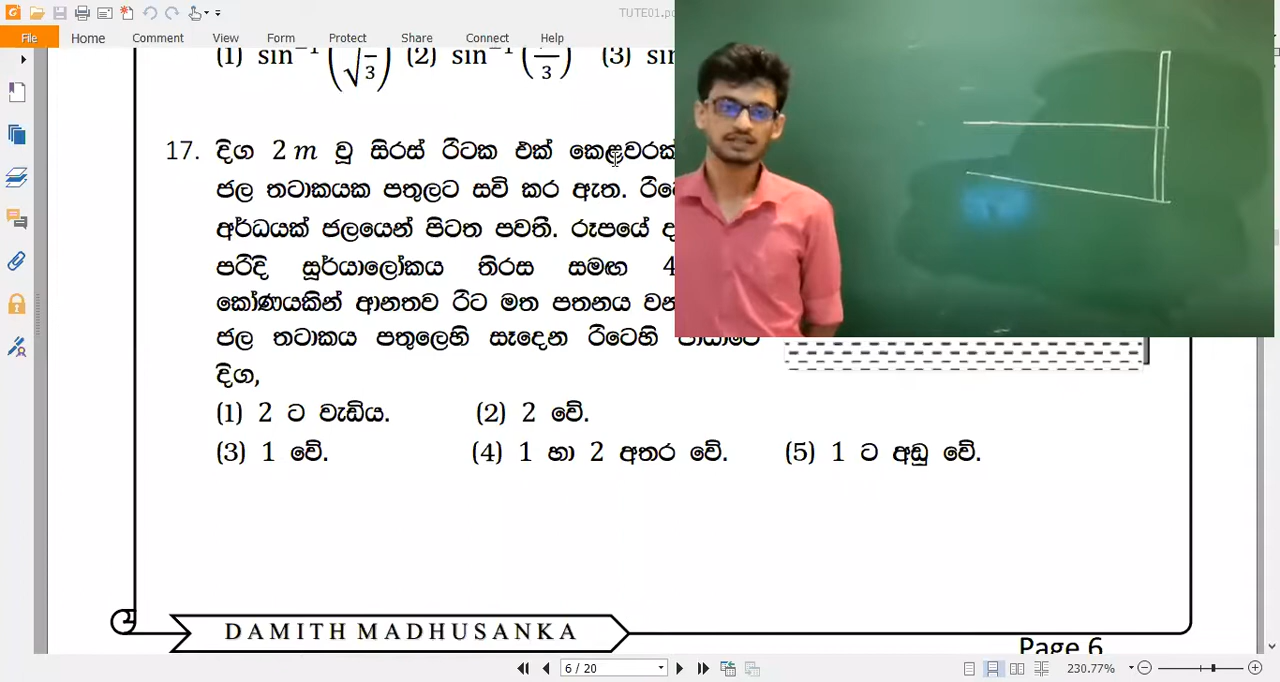 TUTE01.pd
File Home Comment View Form Protect Share Connect Help
(1) sin⁻¹ (√ 3) (2) sin⁻¹ ( 3) (3) sin
17. දිග 2 m වූ සිරස් රිටක එක් කෙළවරක්
ජල තටාකයක පතුලට සවි කර ඇත.
අර්ධයක් ජලයෙන් පිටත පවතී. රූපයේ
පරිදි සූර්යාලෝකය තිරස සමඟ 4
කෝණයකින් ආනතව රිට මත පතනය වන
ජල තටාකය පතුලෙහි සෑදෙන රිටෙහි
දිග,
(1) 2 ට වැඩිය. (2) 2 වේ.
(3) 1 වේ. (4) 1 හා 2 අතර වේ. (5) 1 ට අඩු වේ.
DAMITH MADHUSANKA
Page 6
6 / 20 230.77%